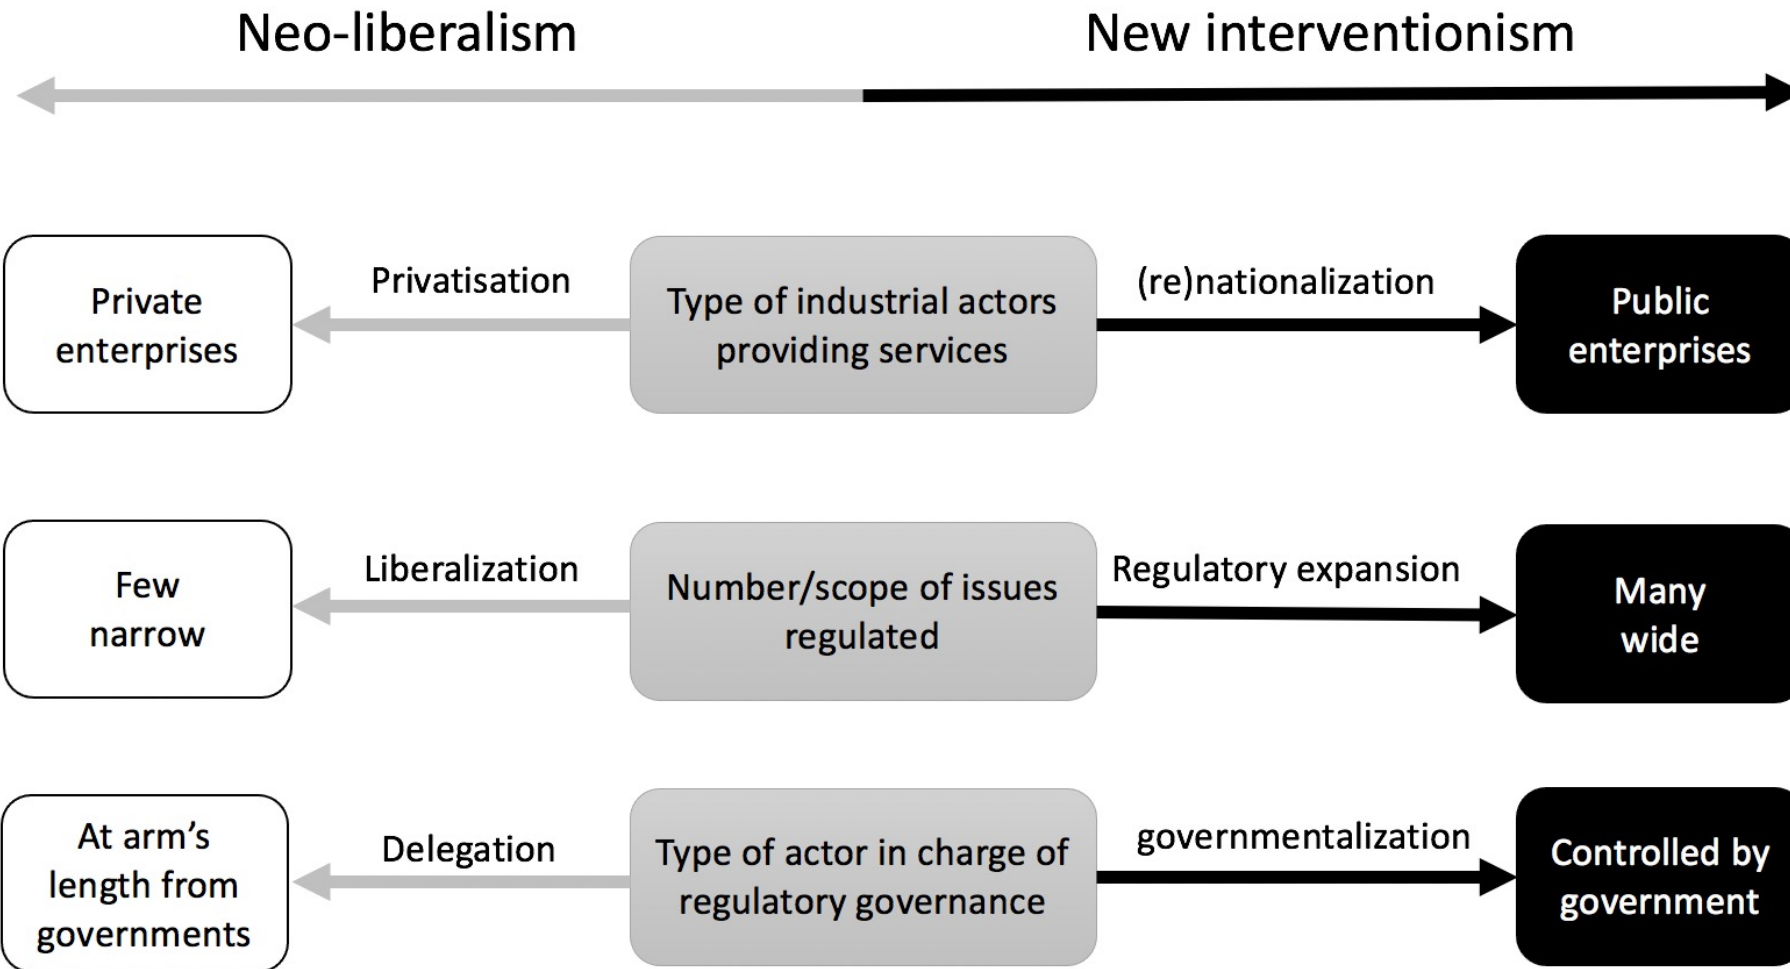 Neo-liberalism
New interventionism
Private
enterprises
Privatisation
Type of industrial actors
providing services
(re)nationalization
Public
enterprises
Few
narrow
Liberalization
Number/scope of issues
regulated
Regulatory expansion
Many
wide
At arm’s
length from
governments
Delegation
Type of actor in charge of
regulatory governance
governmentalization
Controlled by
government